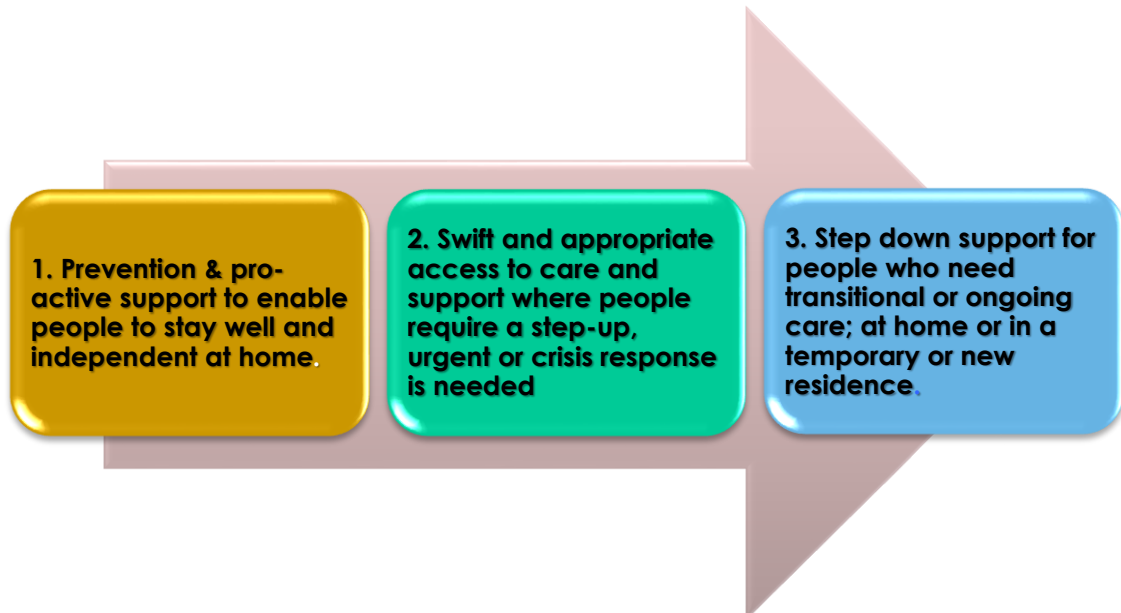 1. Prevention & pro-
active support to enable
people to stay well and
independent at home.
2. Swift and appropriate
access to care and
support where people
require a step-up,
urgent or crisis response
is needed
3. Step down support for
people who need
transitional or ongoing
care; at home or in a
temporary or new
residence.